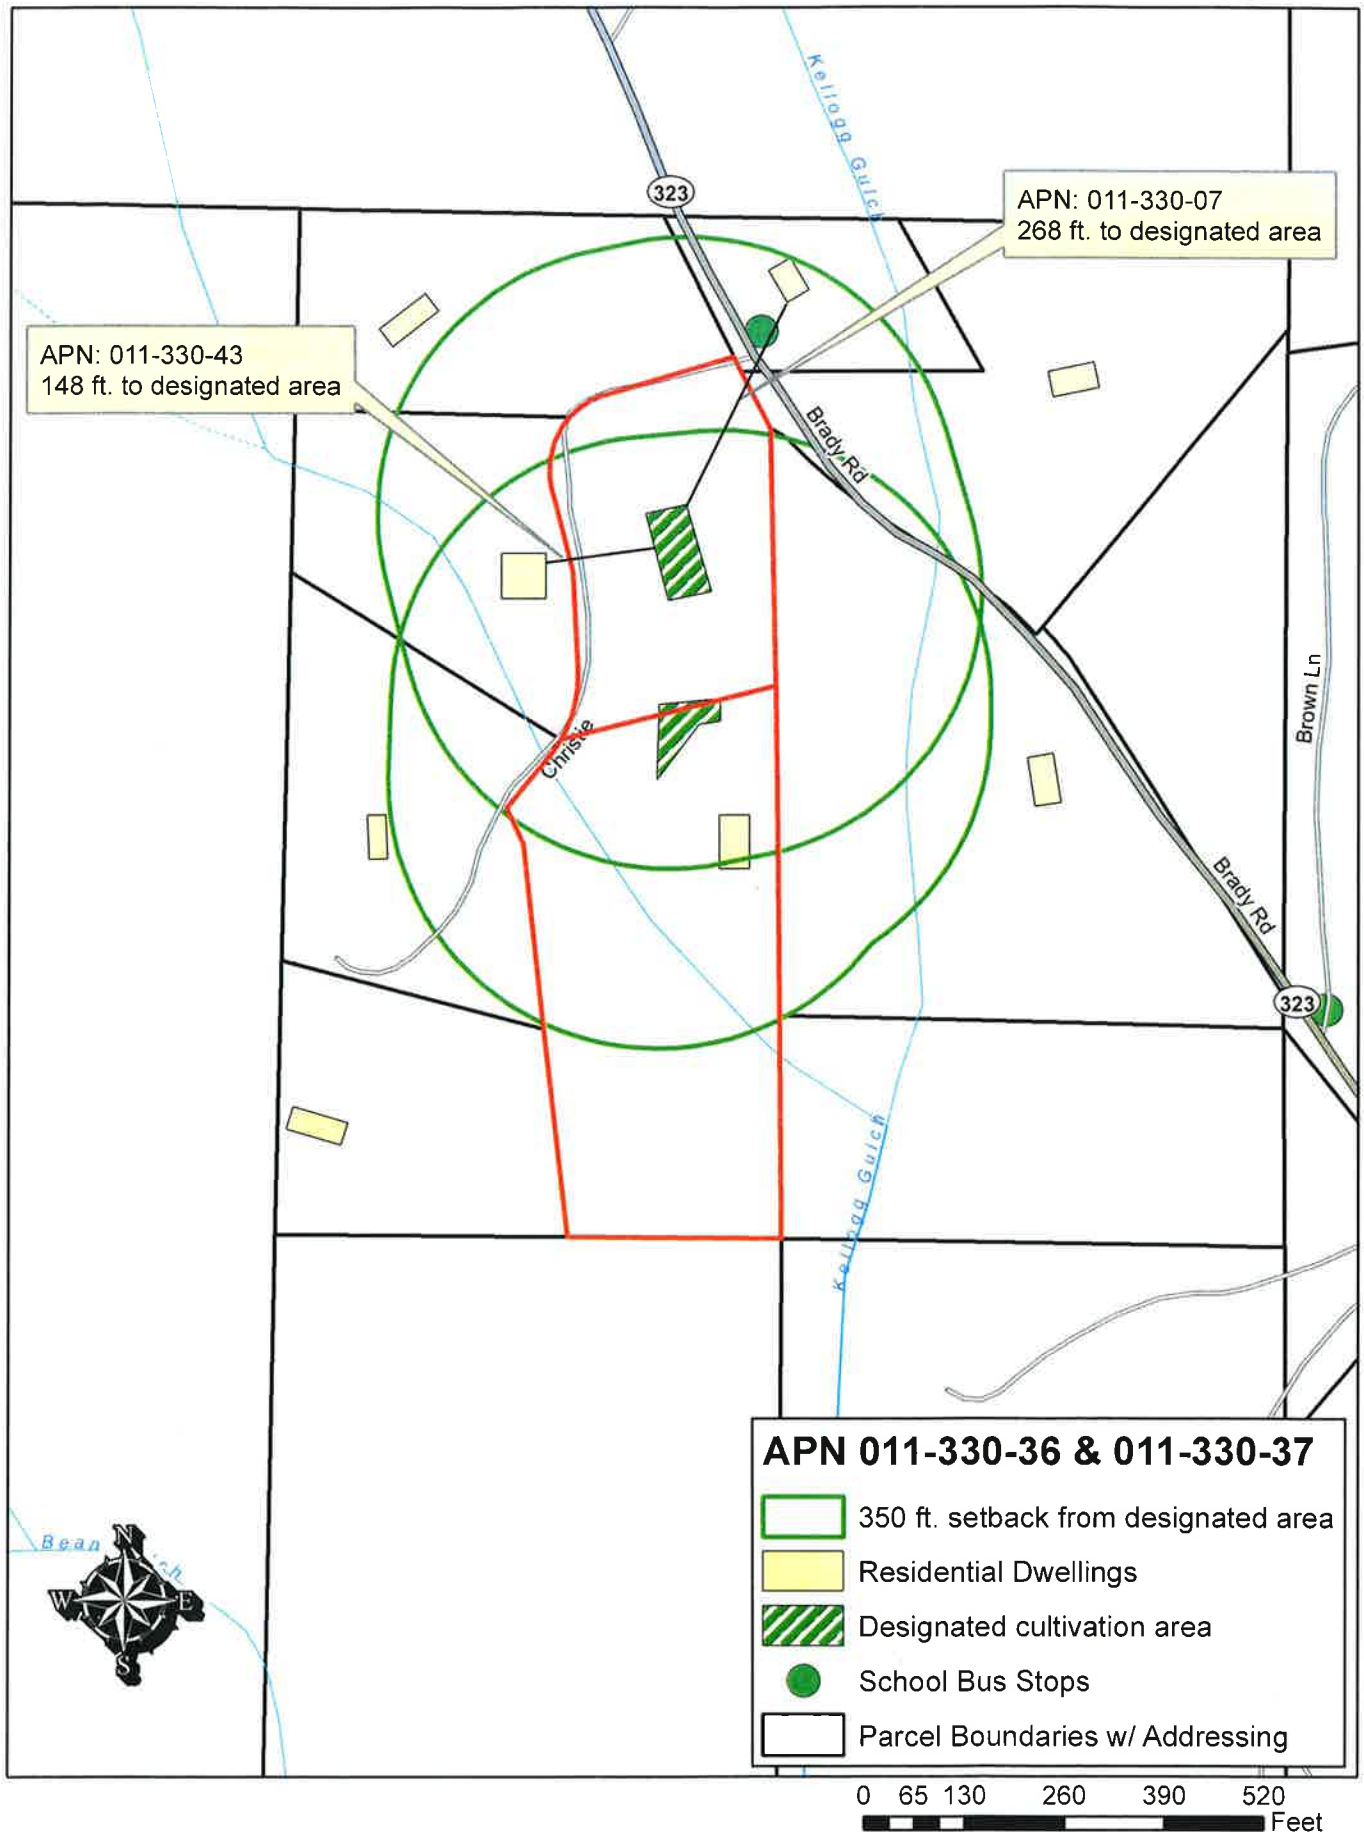 Kellogg Gulch
323
APN: 011-330-07
268 ft. to designated area
APN: 011-330-43
148 ft. to designated area
Brady Rd
Brown Ln
Christie
Brady Rd
323
Kellogg Gulch
APN 011-330-36 & 011-330-37
350 ft. setback from designated area
Residential Dwellings
Designated cultivation area
School Bus Stops
Parcel Boundaries w/ Addressing
Bean
N
W E
S
0 65 130 260 390 520
Feet